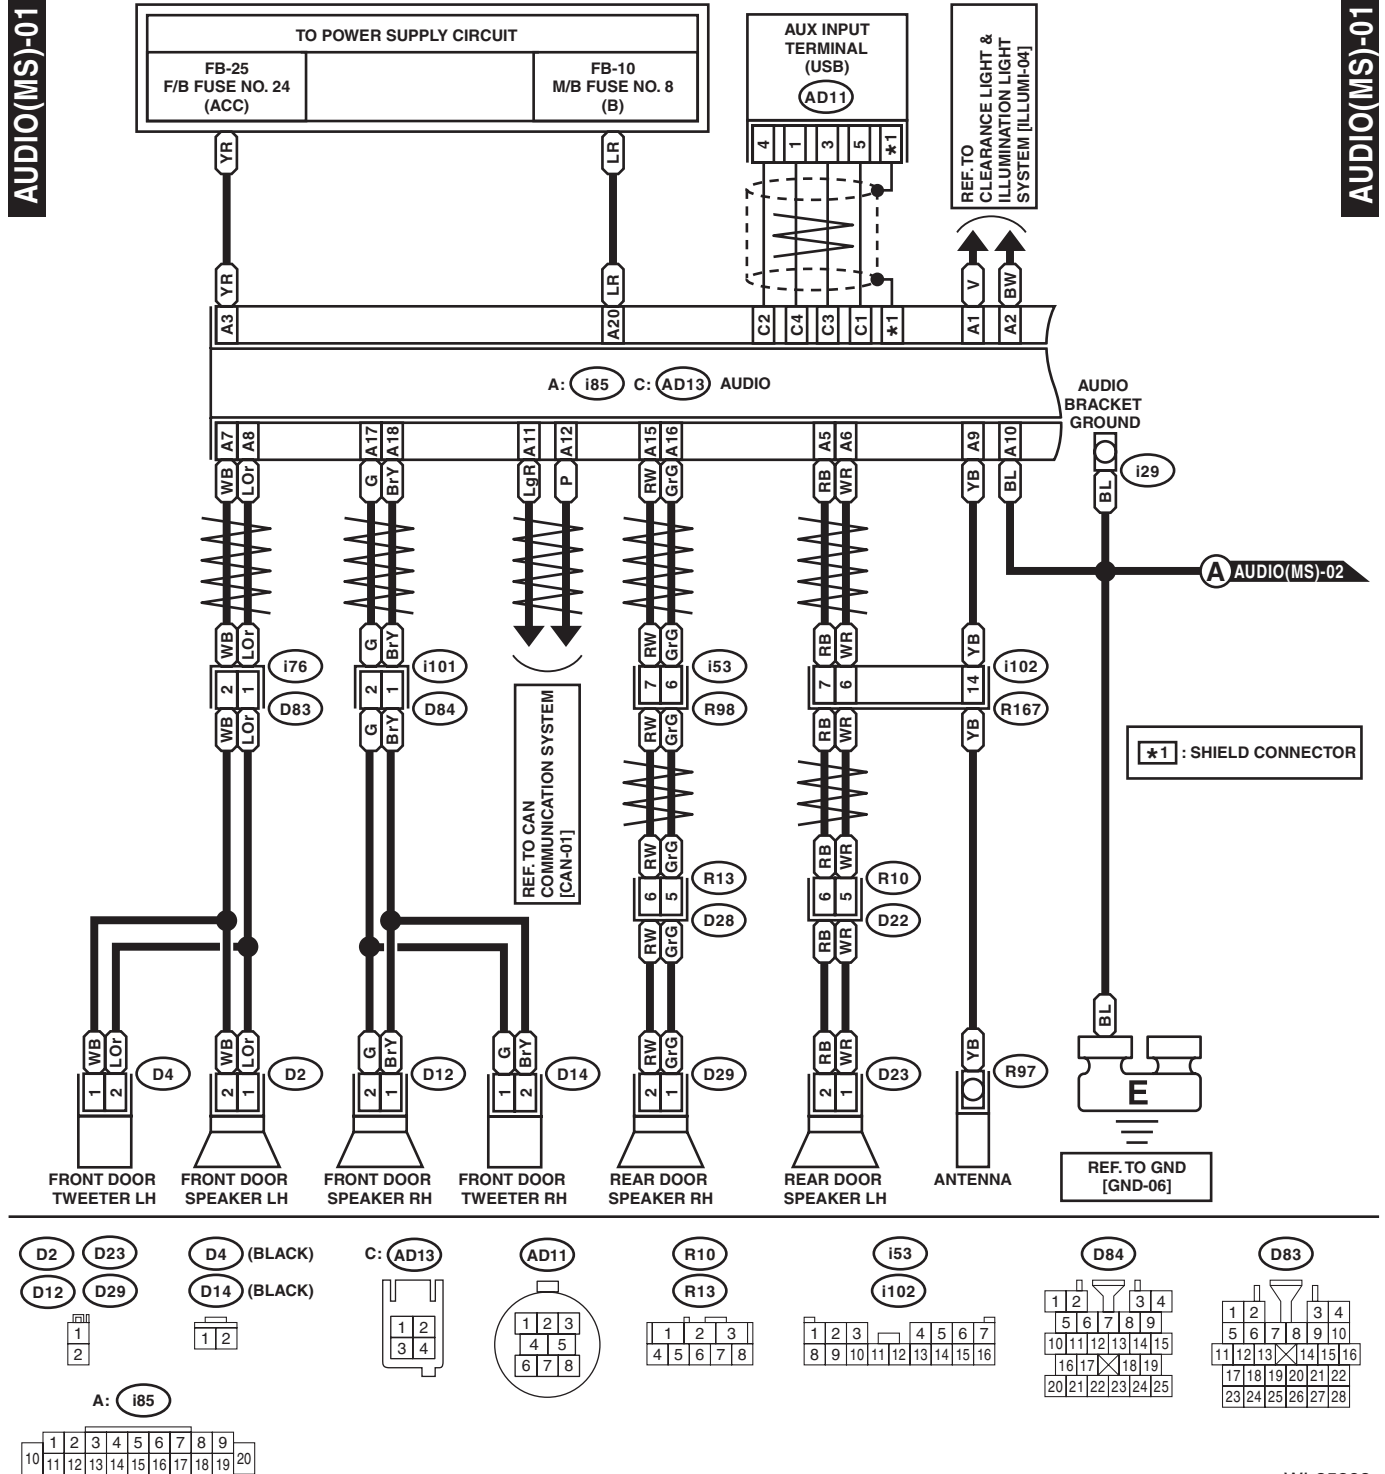 AUDIO(MS)-01
AUDIO(MS)-01
TO POWER SUPPLY CIRCUIT
FB-25
F/B FUSE NO. 24
(ACC)
FB-10
M/B FUSE NO. 8
(B)
AUX INPUT
TERMINAL
(USB)
AD11
REF. TO
CLEARANCE LIGHT &
ILLUMINATION LIGHT
SYSTEM [ILLUMI-04]
4 1 3 5 *1
YR LR
YR LR V BW
A3 A20 C2 C4 C3 C1 *1 A1 A2
A: i85 C: AD13 AUDIO
AUDIO
BRACKET
GROUND
A7 A8 A17 A18 A11 A12 A15 A16 A5 A6 A9 A10
WB LOr G BrY LgR P RW GrG RB WR YB BL
i29
BL
A AUDIO(MS)-02
WB LOr G BrY RW GrG RB WR YB
2 1 i76 2 1 i101 7 6 i53 7 6 14 i102
D83 D84 R98 R167
WB LOr G BrY RW GrG RB WR YB
REF. TO CAN
COMMUNICATION SYSTEM
[CAN-01]
*1 : SHIELD CONNECTOR
RW GrG RB WR
6 5 R13 6 5 R10
D28 D22
RW GrG RB WR
BL
WB LOr WB LOr G BrY G BrY RW GrG RB WR YB
1 2 D4 2 1 D2 2 1 D12 1 2 D14 2 1 D29 2 1 D23 R97
E
FRONT DOOR
TWEETER LH
FRONT DOOR
SPEAKER LH
FRONT DOOR
SPEAKER RH
FRONT DOOR
TWEETER RH
REAR DOOR
SPEAKER RH
REAR DOOR
SPEAKER LH
ANTENNA
REF. TO GND
[GND-06]
D2 D23
D12 D29
1
2
D4 (BLACK)
D14 (BLACK)
1 2
C: AD13
1 2
3 4
AD11
1 2 3
4 5
6 7 8
R10
R13
1 2 3
4 5 6 7 8
i53
i102
1 2 3 4 5 6 7
8 9 10 11 12 13 14 15 16
D84
1 2 3 4
5 6 7 8 9
10 11 12 13 14 15
16 17 18 19
20 21 22 23 24 25
D83
1 2 3 4
5 6 7 8 9 10
11 12 13 14 15 16
17 18 19 20 21 22
23 24 25 26 27 28
A: i85
1 2 3 4 5 6 7 8 9
10 11 12 13 14 15 16 17 18 19 20